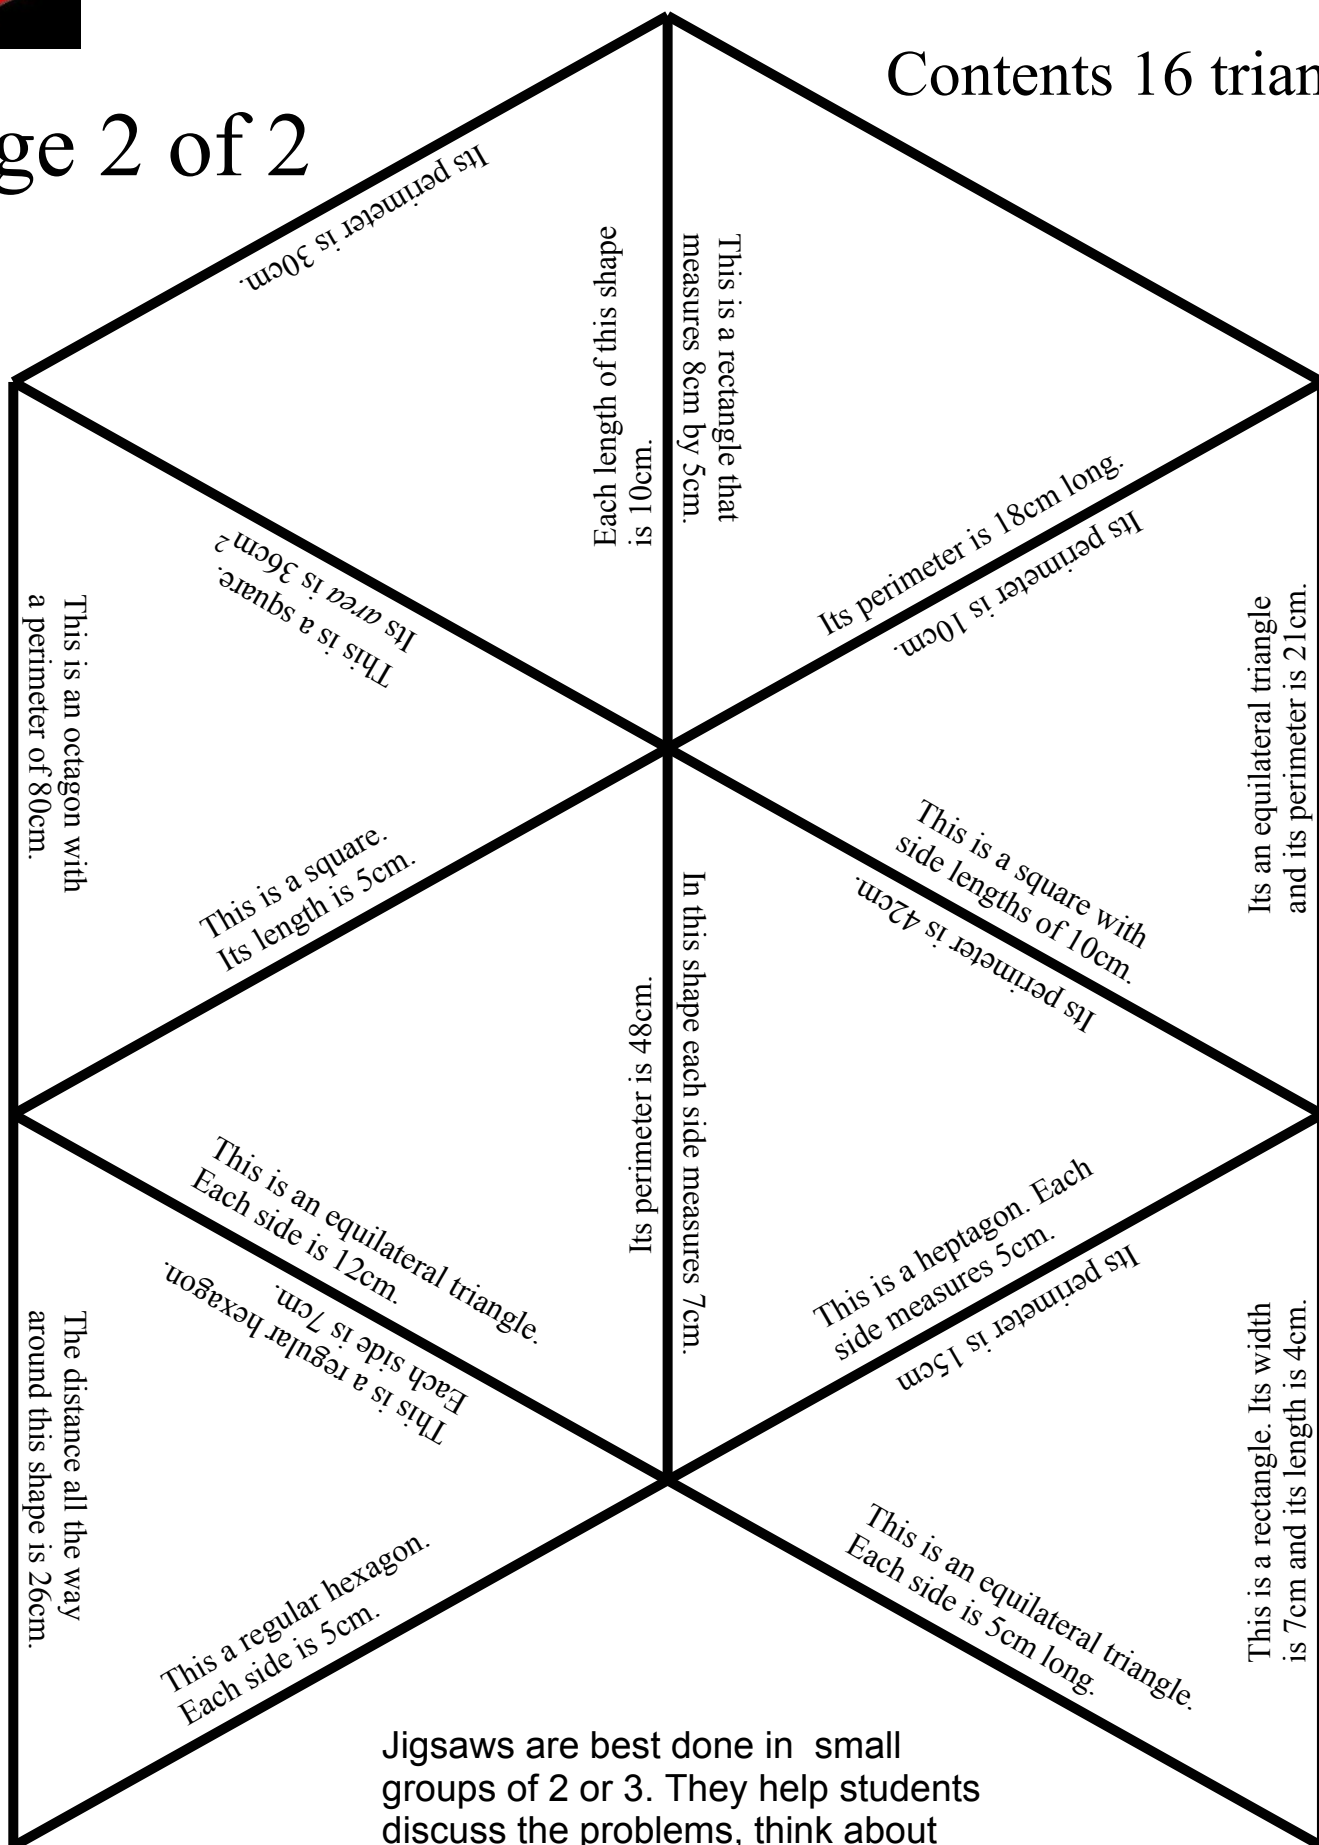 Contents 16 trian
ge 2 of 2
Its perimeter is 30cm.
Each length of this shape
is 10cm.
This is a rectangle that
measures 8cm by 5cm.
Its perimeter is 18cm long.
Its perimeter is 10cm.
This is a square.
Its area is 36cm 2
This is an octagon with
a perimeter of 80cm.
Its an equilateral triangle
and its perimeter is 21cm.
This is a square.
Its length is 5cm.
This is a square with
side lengths of 10cm.
Its perimeter is 42cm.
Its perimeter is 48cm.
In this shape each side measures 7cm.
This is an equilateral triangle.
Each side is 12cm.
This is a regular hexagon
Each side is 7cm.
This is a heptagon. Each
side measures 5cm.
Its perimeter is 15cm
The distance all the way
around this shape is 26cm.
This is a rectangle. Its width
is 7cm and its length is 4cm.
This a regular hexagon.
Each side is 5cm.
This is an equilateral triangle.
Each side is 5cm long.
Jigsaws are best done in  small
groups of 2 or 3. They help students
discuss the problems, think about